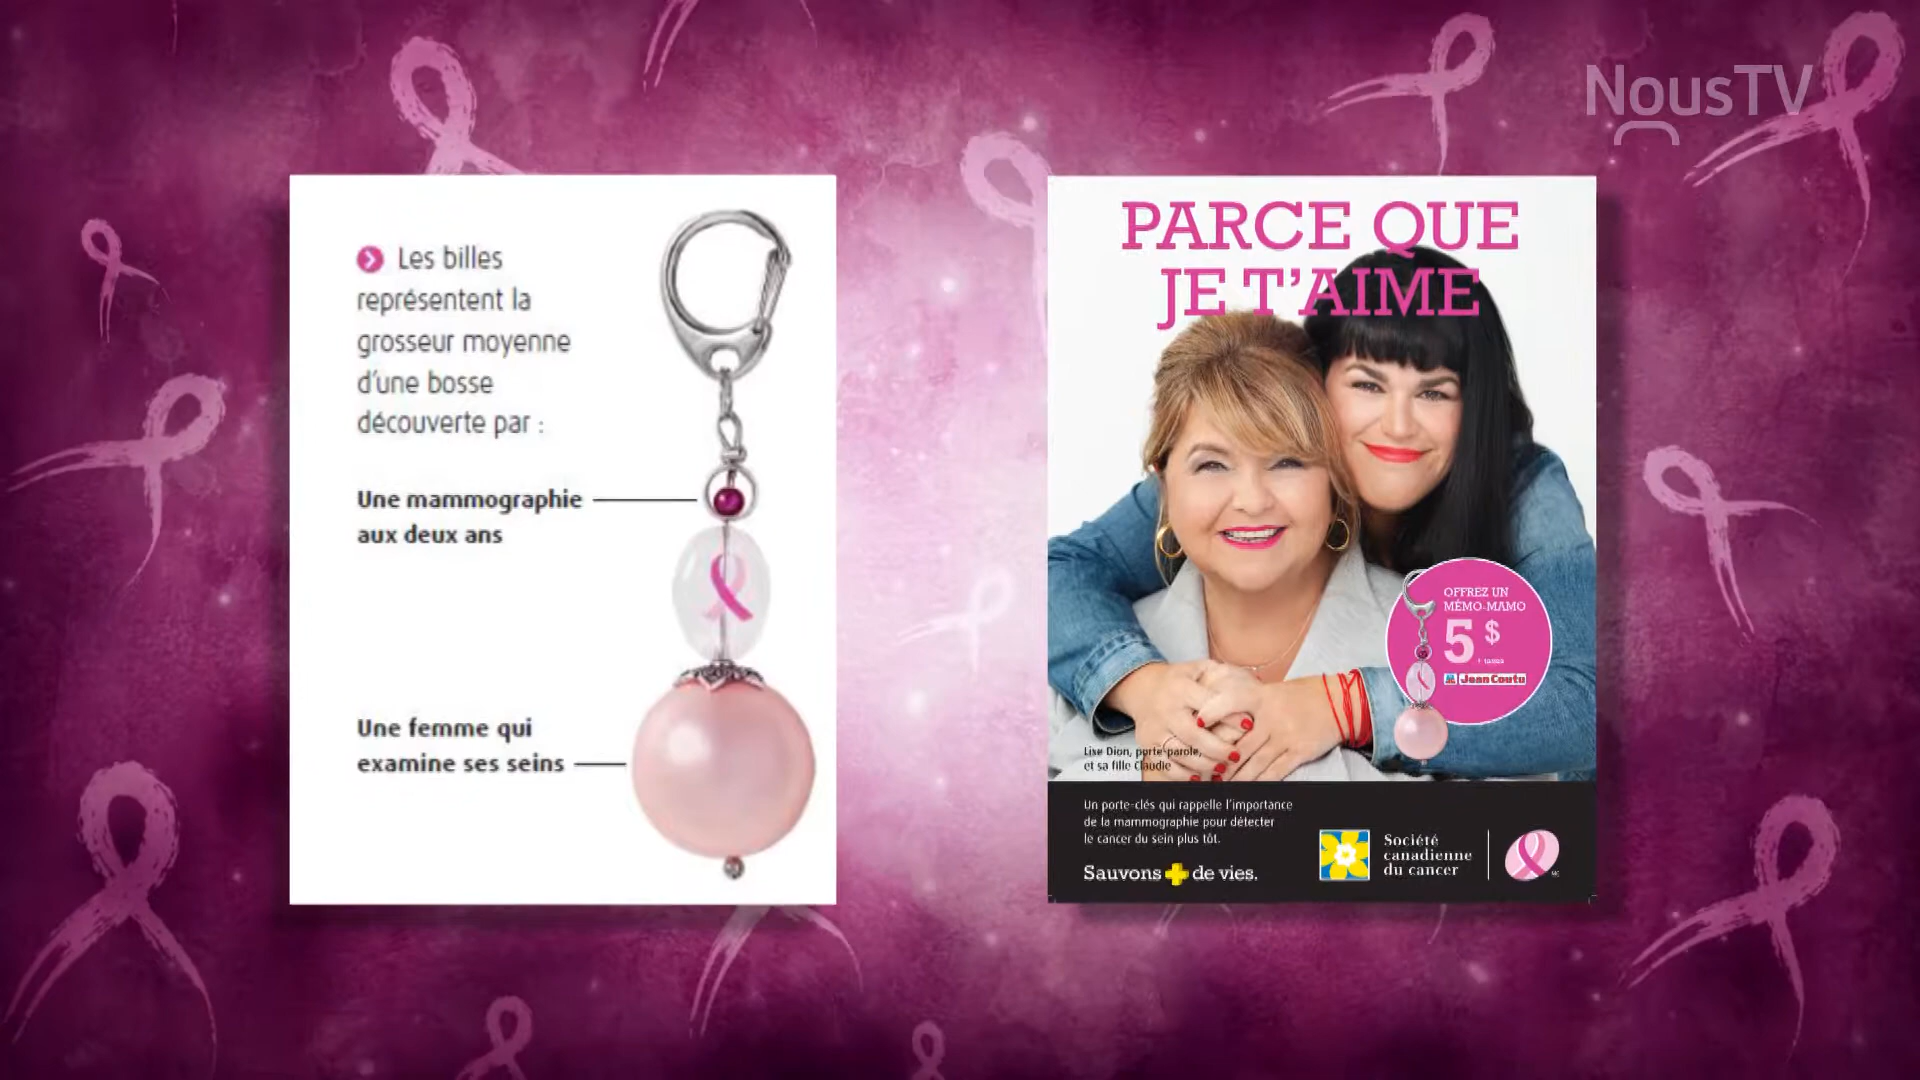 NousTV
Les billes
représentent la
grosseur moyenne
d'une bosse
découverte par :
Une mammographie
aux deux ans
Une femme qui
examine ses seins
PARCE QUE
JE T'AIME
OFFREZ UN
MÉMO-MAMO
5 $
+ taxes
Jean Coutu
Lise Dion, porte-parole,
et sa fille Claudie
Un porte-clés qui rappelle l'importance
de la mammographie pour détecter
le cancer du sein plus tôt.
Sauvons de vies.
Société
canadienne
du cancer
MC